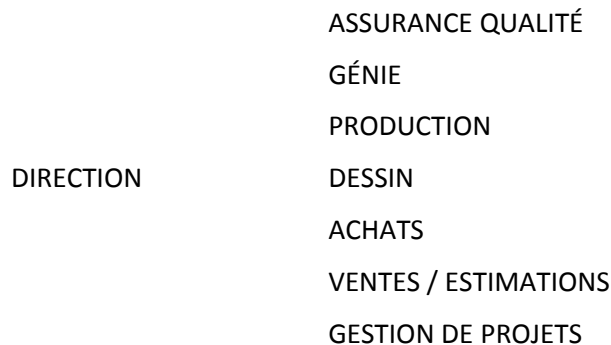 ASSURANCE QUALITÉ
GÉNIE
PRODUCTION
DIRECTION DESSIN
ACHATS
VENTES / ESTIMATIONS
GESTION DE PROJETS